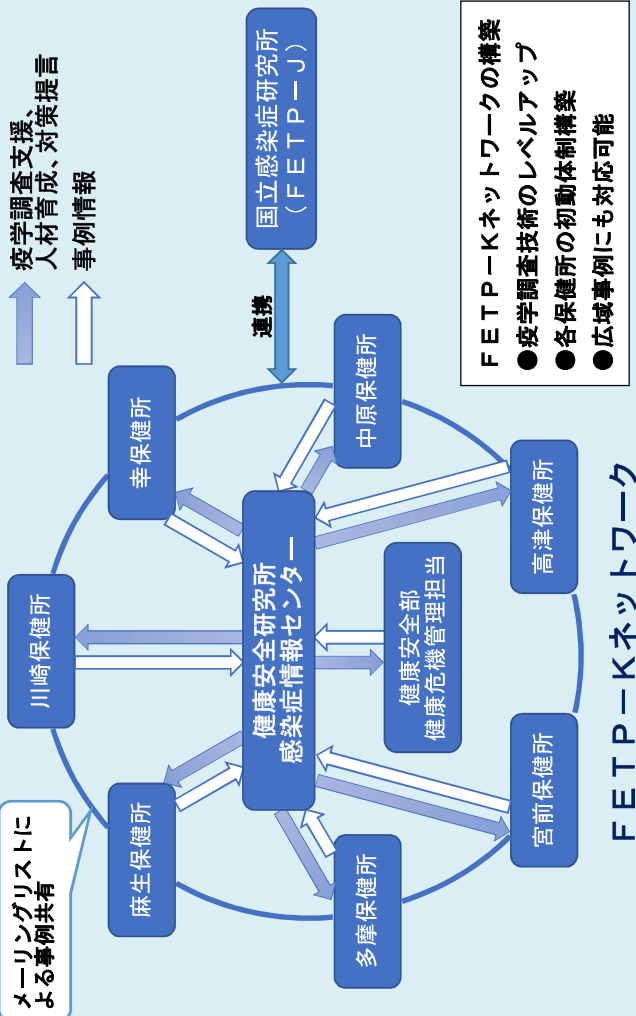 メーリングリストに
よる事例共有
疫学調査支援、
人材育成、対策提言
事例情報
川崎保健所
麻生保健所
幸保健所
国立感染症研究所
(FETP－J)
連携
健康安全研究所
感染症情報センター
多摩保健所
中原保健所
健康安全部
健康危機管理担当
宮前保健所
高津保健所
FETP－Kネットワークの構築
●疫学調査技術のレベルアップ
●各保健所の初動体制構築
●広域事例にも対応可能
FETP－Kネットワーク